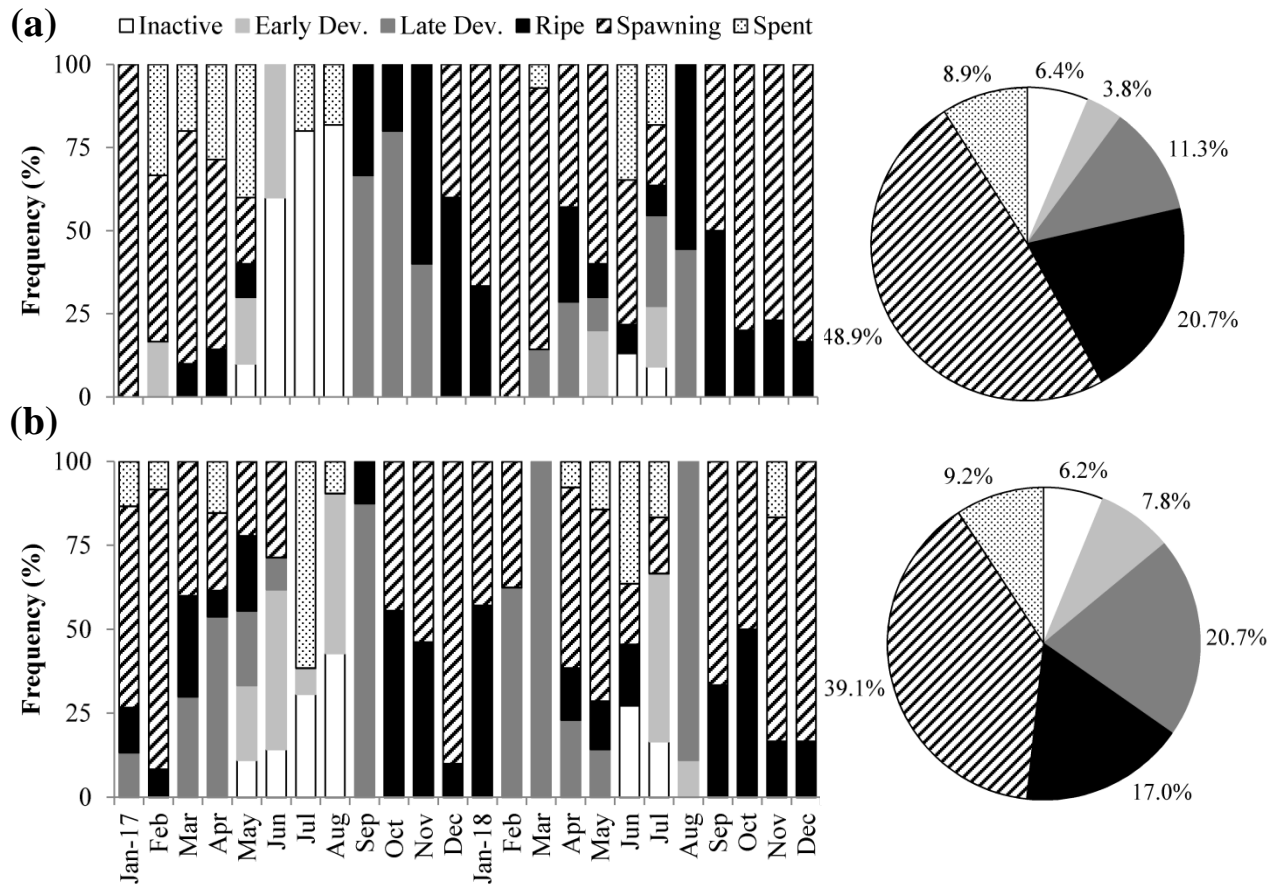 (a)
Inactive Early Dev. Late Dev. Ripe Spawning Spent
Frequency (%)
100
75
50
25
0
8.9%
6.4%
3.8%
11.3%
20.7%
48.9%
(b)
Frequency (%)
100
75
50
25
0
9.2%
6.2%
7.8%
20.7%
17.0%
39.1%
Jan-17
Feb
Mar
Apr
May
Jun
Jul
Aug
Sep
Oct
Nov
Dec
Jan-18
Feb
Mar
Apr
May
Jun
Jul
Aug
Sep
Oct
Nov
Dec